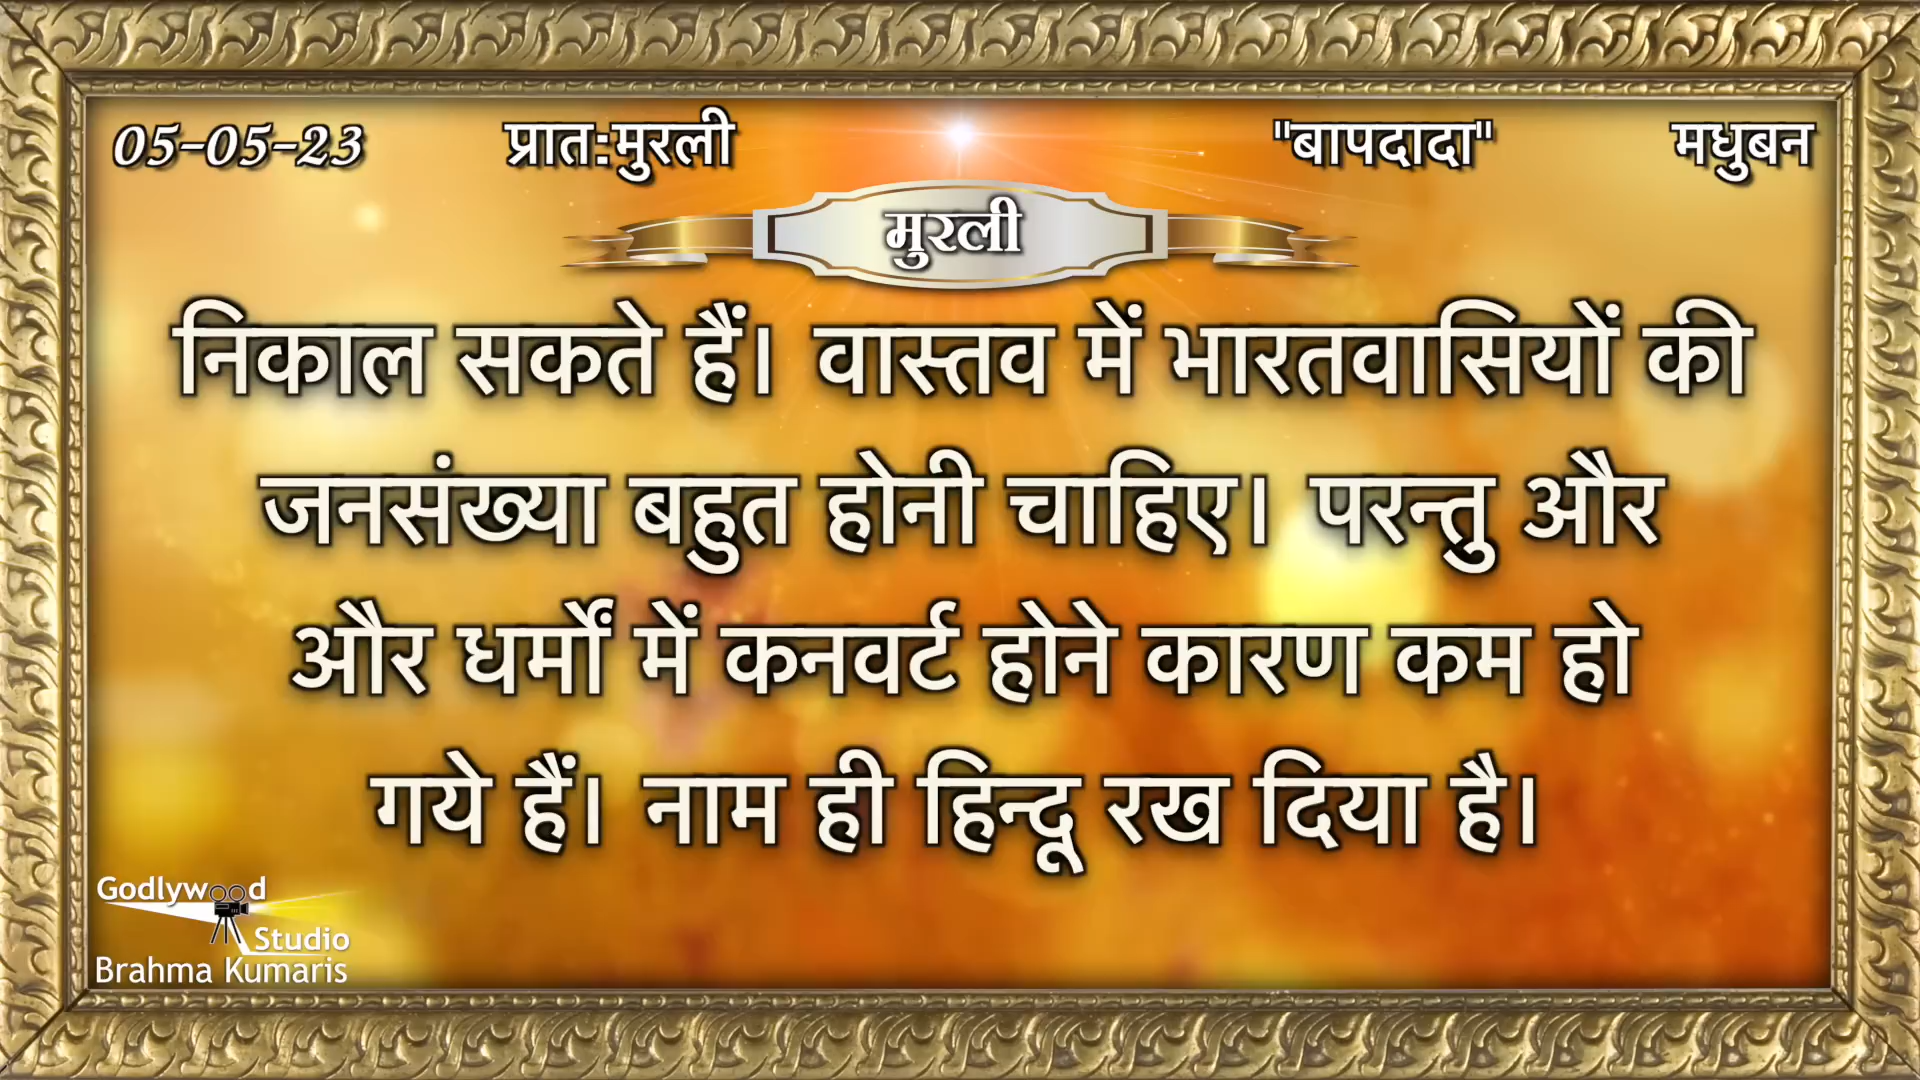 05-05-23 प्रात:मुरली "बापदादा" मधुबन
मुरली
निकाल सकते हैं। वास्तव में भारतवासियों की
जनसंख्या बहुत होनी चाहिए। परन्तु और
और धर्मों में कनवर्ट होने कारण कम हो
गये हैं। नाम ही हिन्दू रख दिया है।
Godlywood
Studio
Brahma Kumaris